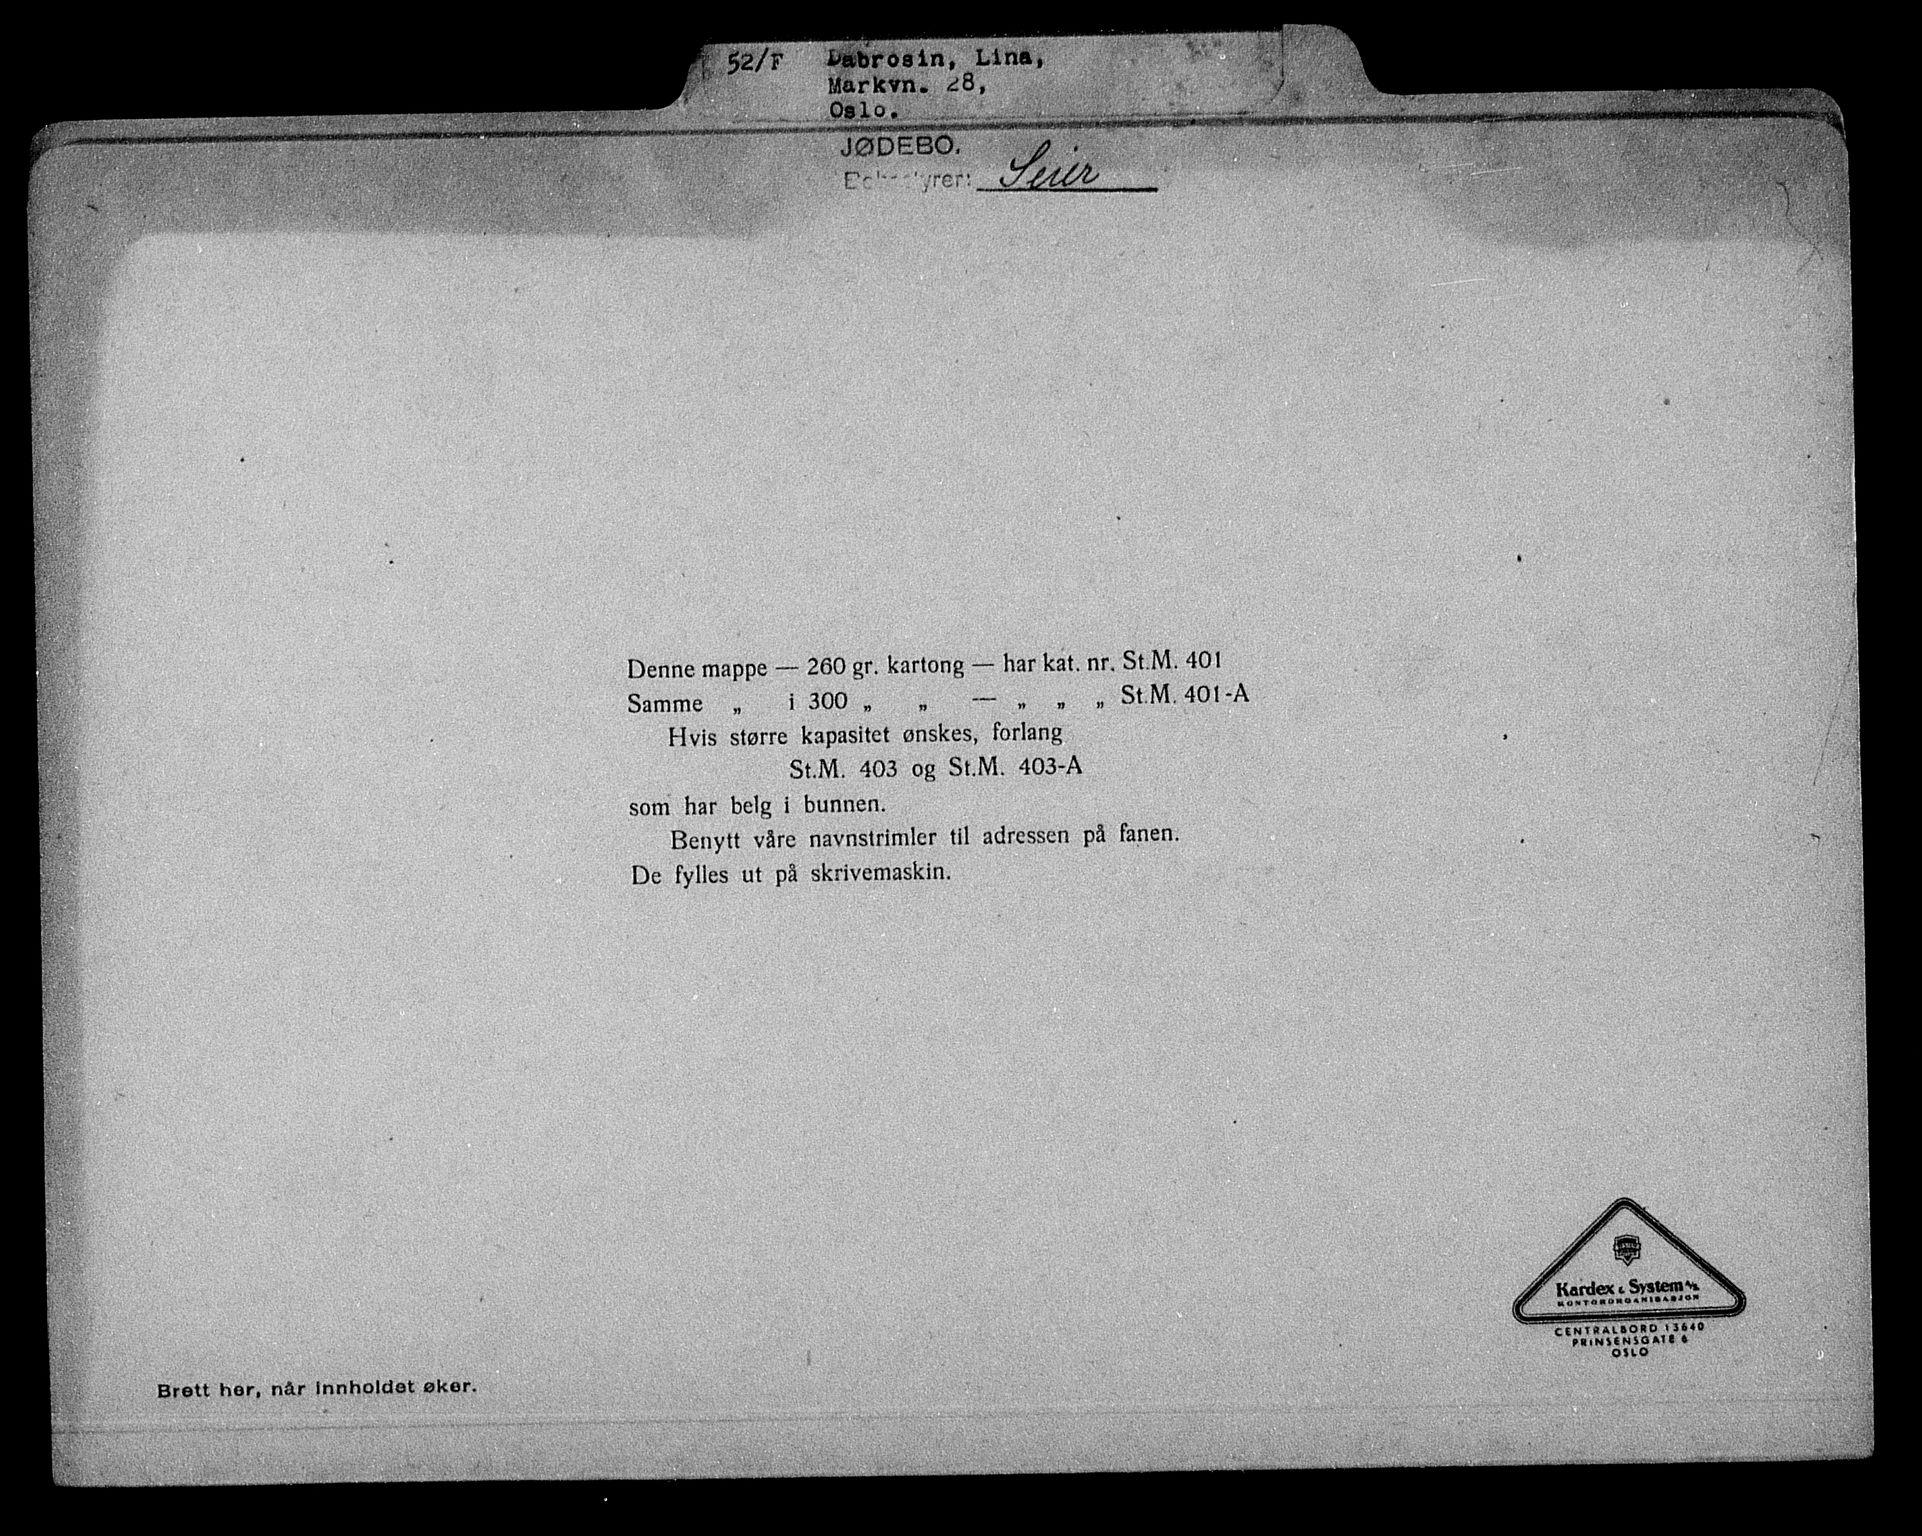 52/F Dabrosin, Lina,
Markvn. 28,
Oslo.
JØDEBO.
Seier
Denne mappe — 260 gr. kartong — har kat. nr. St.M. 401
Samme „ i 300 „ „ — „ „ „ St.M. 401-A
Hvis større kapasitet ønskes, forlang
St.M. 403 og St.M. 403-A
som har belg i bunnen.
Benytt våre navnstrimler til adressen på fanen.
De fylles ut på skrivemaskin.
Kardex & System A/S
KONTORORGANISASJON
CENTRALBORD 13640
PRINSENSGATE 6
OSLO
Brett her, når innholdet øker.